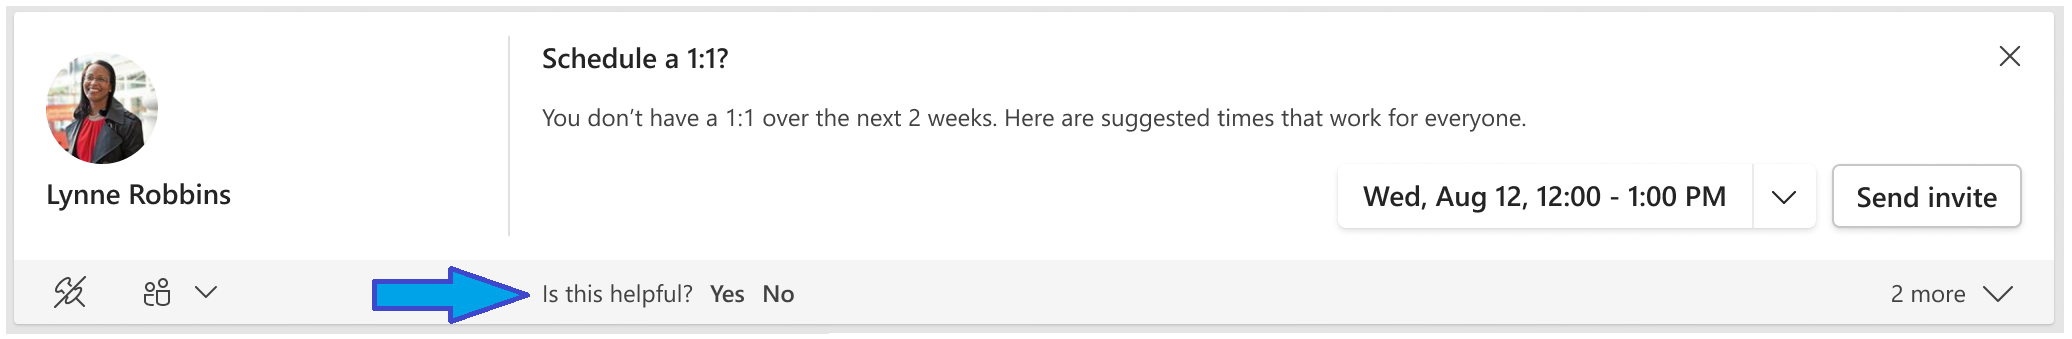 Schedule a 1:1?
You don't have a 1:1 over the next 2 weeks. Here are suggested times that work for everyone.
Lynne Robbins
Wed, Aug 12, 12:00 - 1:00 PM
Send invite
Is this helpful? Yes No
2 more